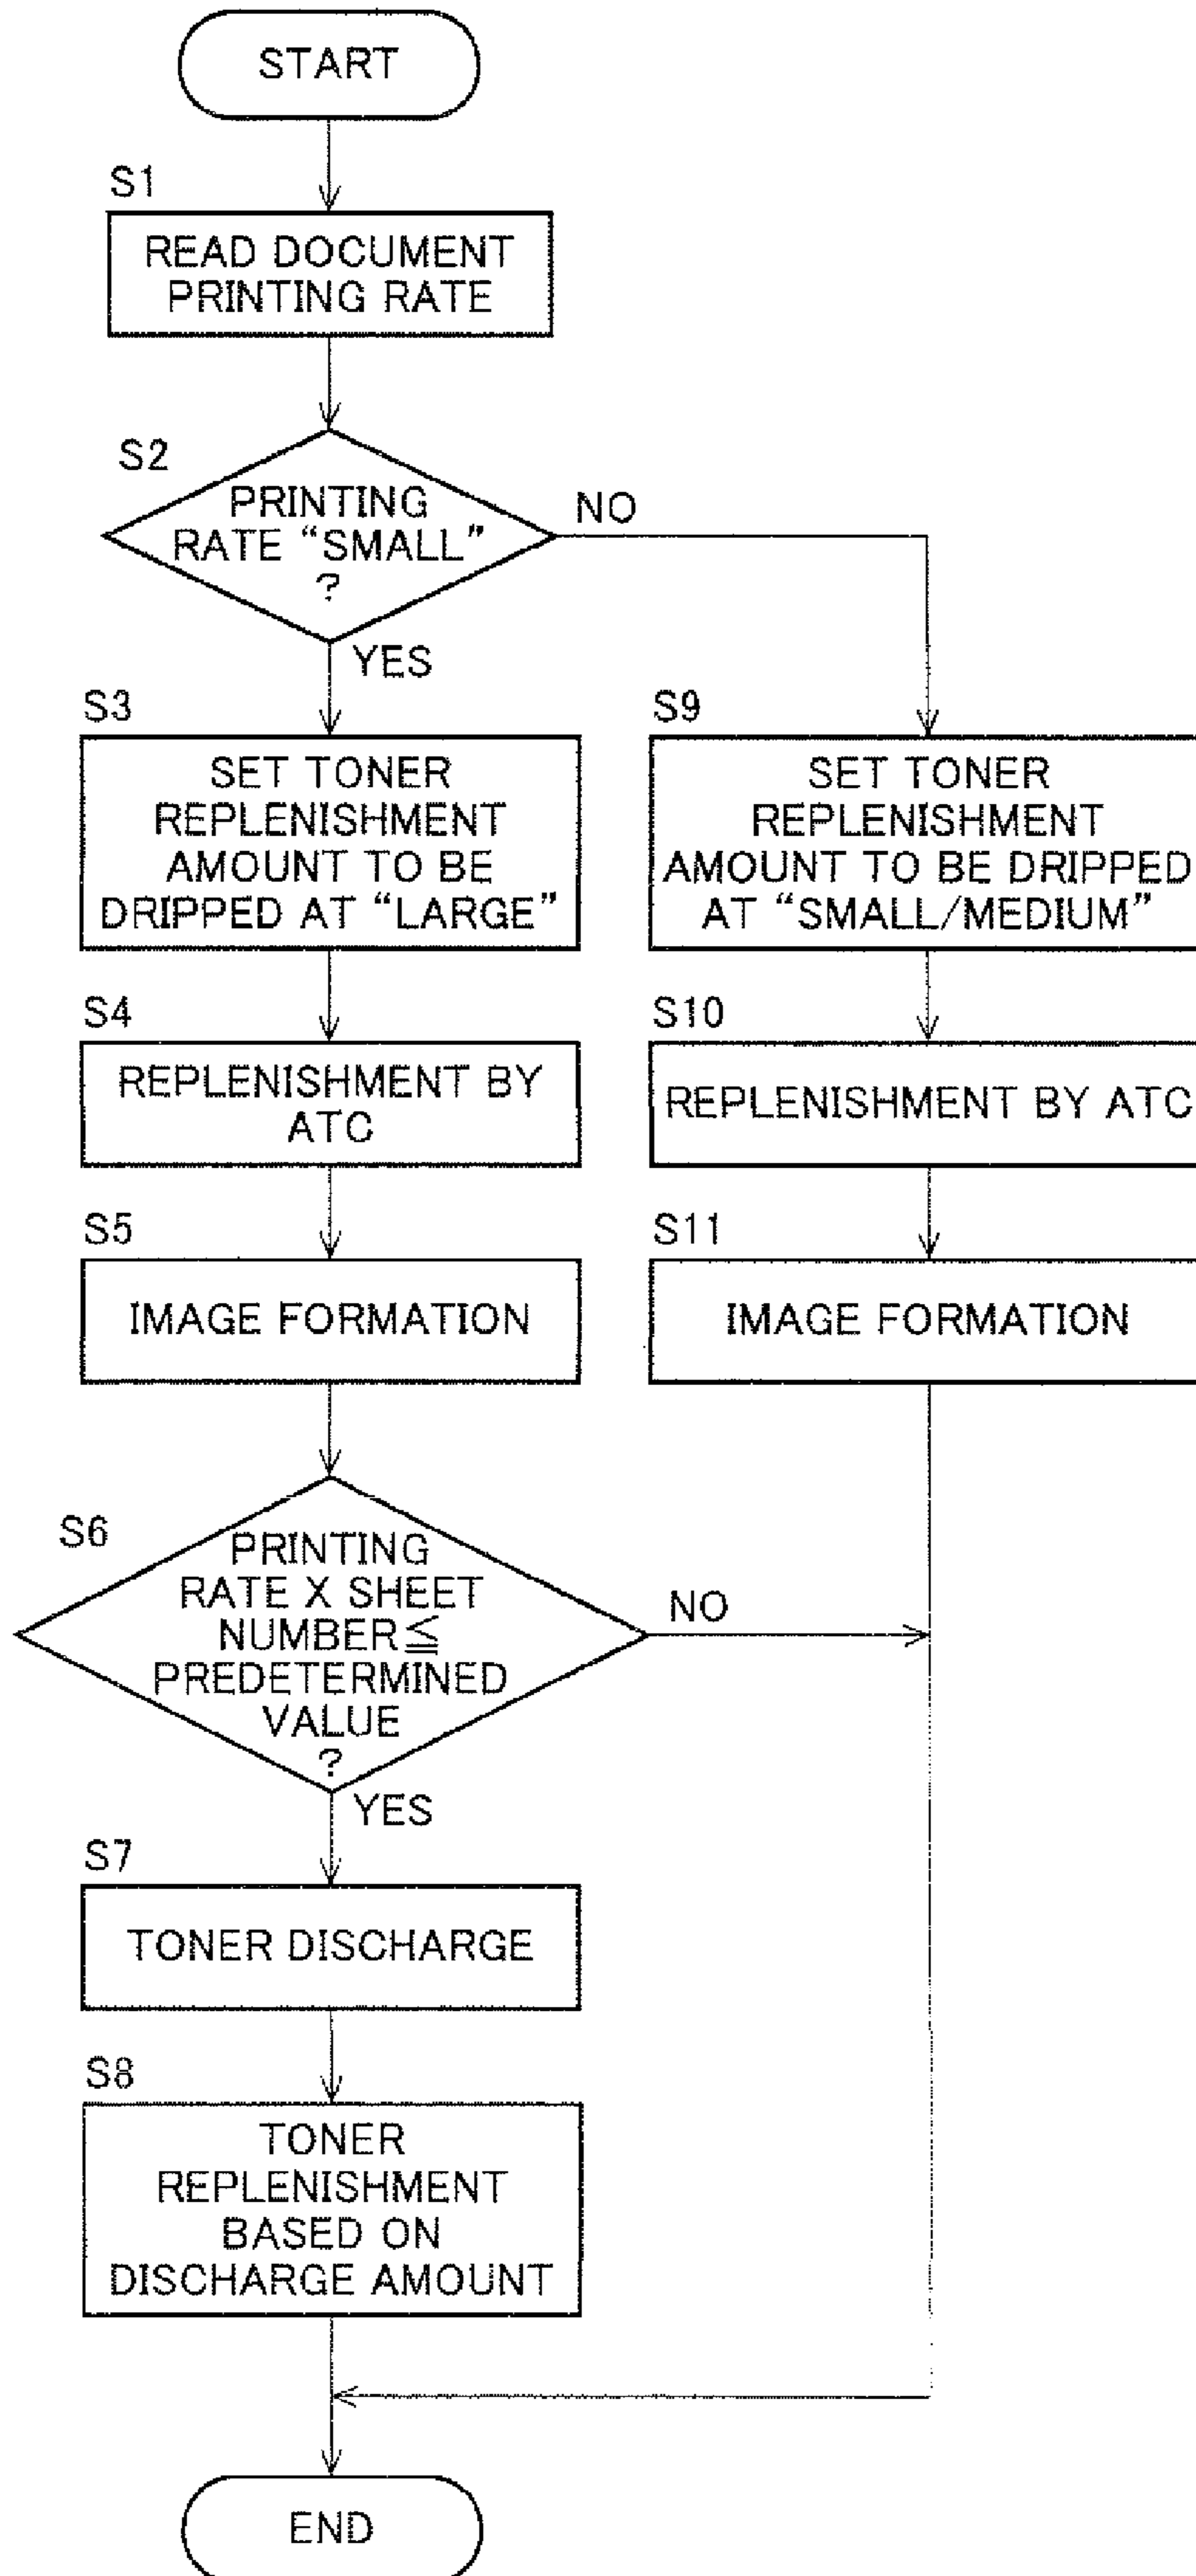 START
S1
READ DOCUMENT
PRINTING RATE
S2
PRINTING
RATE “SMALL”
?
NO
YES
S3
SET TONER
REPLENISHMENT
AMOUNT TO BE
DRIPPED AT “LARGE”
S9
SET TONER
REPLENISHMENT
AMOUNT TO BE DRIPPED
AT “SMALL/MEDIUM”
S4
REPLENISHMENT BY
ATC
S10
REPLENISHMENT BY ATC
S5
IMAGE FORMATION
S11
IMAGE FORMATION
S6
PRINTING
RATE X SHEET
NUMBER≦
PREDETERMINED
VALUE
?
NO
YES
S7
TONER DISCHARGE
S8
TONER
REPLENISHMENT
BASED ON
DISCHARGE AMOUNT
END